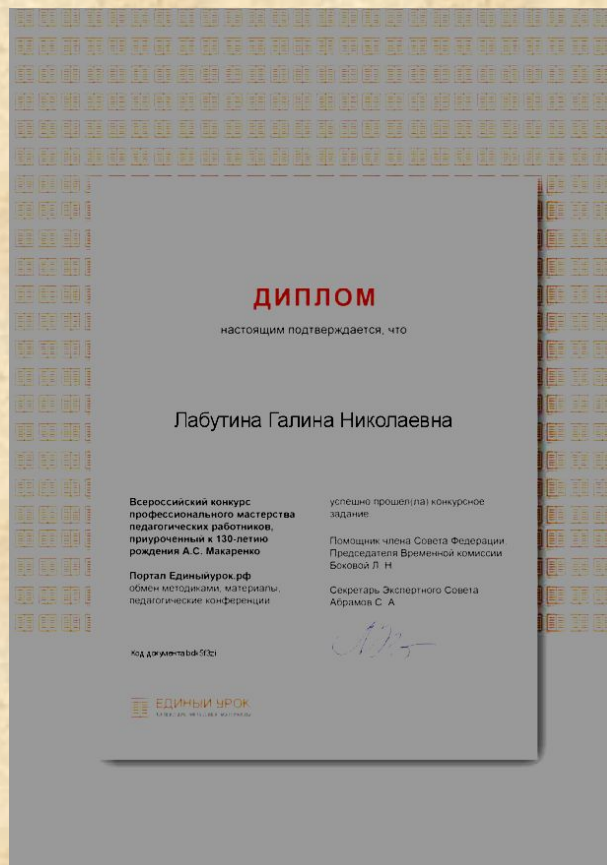 ДИПЛОМ
настоящим подтверждается, что
Лабутина Галина Николаевна
Всероссийский конкурс
профессионального мастерства
педагогических работников,
приуроченный к 130-летию
рождения А.С. Макаренко
Портал Единыйурок.рф
обмен методиками, материалы,
педагогические конференции
успешно прошел(ла) конкурсное
задание
Помощник члена Совета Федерации
Председателя Временной комиссии
Боковой Л Н
Секретарь Экспертного Совета
Абрамов С А
Код документа
ЕДИНЫЙ УРОК